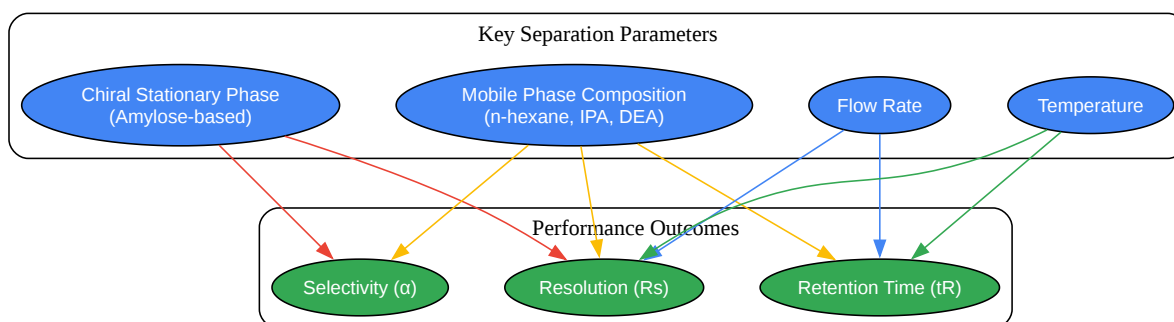 Key Separation Parameters
Chiral Stationary Phase
(Amylose-based)
Mobile Phase Composition
(n-hexane, IPA, DEA)
Flow Rate
Temperature
Performance Outcomes
Selectivity (α)
Resolution (Rs)
Retention Time (tR)